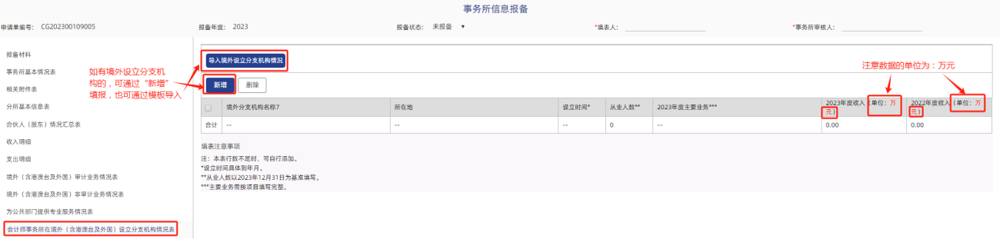 事务所信息报备
申请单编号： CG202300109005 报备年度： 2023 报备状态： 未报备 *填表人： *事务所审核人：
报备材料
事务所基本情况表
相关附件表
分所基本信息表
合伙人（股东）情况汇总表
收入明细
支出明细
境外（含港澳台及外国）审计业务情况表
境外（含港澳台及外国）非审计业务情况表
为公共部门提供专业服务情况表
会计师事务所在境外（含港澳台及外国）设立分支机构情况表
如有境外设立分支机
构的，可通过“新增”
填报，也可通过模板导入
导入境外设立分支机构情况
新增 删除
注意数据的单位为：万元
境外分支机构名称7 所在地 设立时间* 从业人数** 2023年度主要业务*** 2023年度收入（单位：万 2022年度收入（单位：万
元） 元）
合计 -- -- -- 0 -- 0.00 0.00
填表注意事项
注：本表行数不足时，可自行添加。
*设立时间具体到年月。
**从业人数以2023年12月31日为基准填写。
***主要业务需按项目填写完整。